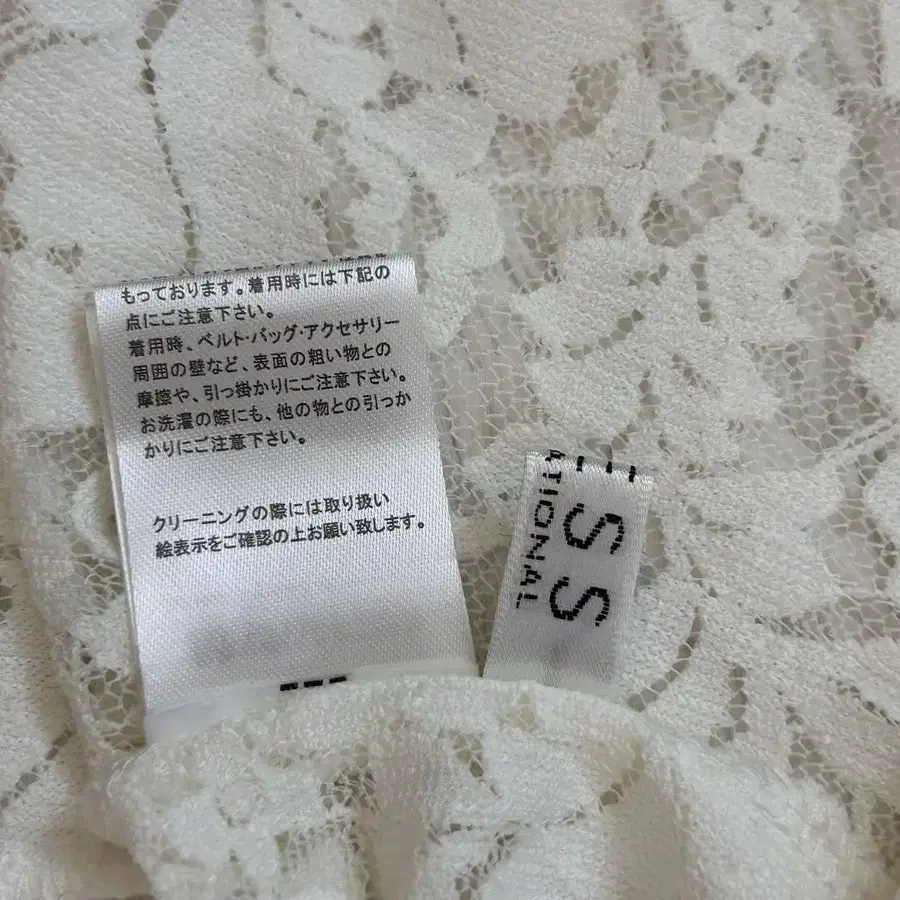 もっております。着用時には下記の
点にご注意下さい。
着用時、ベルト・バッグ・アクセサリー
周囲の壁など、表面の粗い物との
摩擦や、引っ掛かりにご注意下さい。
お洗濯の際にも、他の物との引っか
かりにご注意下さい。
クリーニングの際には取り扱い
絵表示をご確認の上お願い致します。
SS
ATIONAL